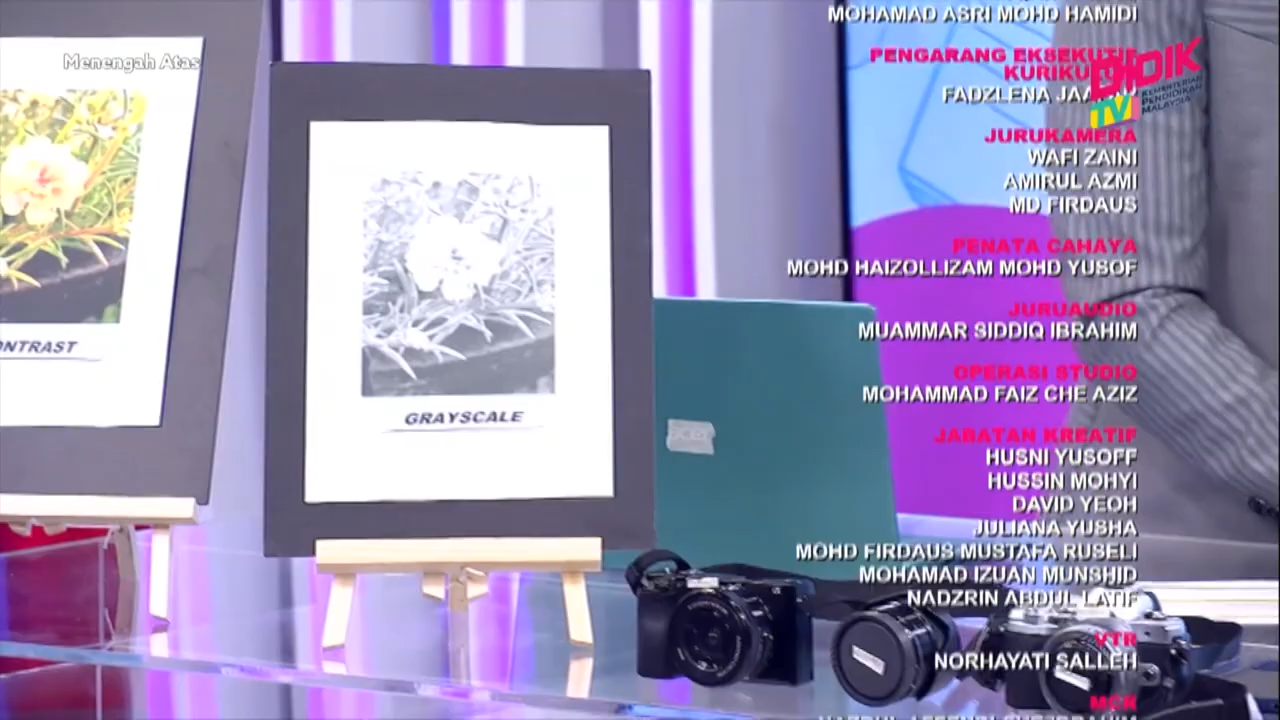 MOHAMAD ASRI MOHD HAMIDI
Menengah Atas
PENGARANG EKSEKUTIF
DIDIK
TV
KEMENTERIAN
PENDIDIKAN
MALAYSIA
FADZLENA
JURUKAMERA
WAFI ZAINI
AMIRUL AZMI
MD FIRDAUS
PENATA CAHAYA
MOHD HAIZOLLIZAM MOHD YUSOF
JURUAUDIO
MUAMMAR SIDDIQ IBRAHIM
OPERASI STUDIO
MOHAMMAD FAIZ CHE AZIZ
JABATAN KREATIF
HUSNI YUSOFF
HUSSIN MOHYI
DAVID YEOH
JULIANA YUSHA
MOHD FIRDAUS MUSTAFA RUSELI
MOHAMAD IZUAN MUNSHID
NADZRIN ABDUL LATIF
VTR
NORHAYATI SALLEH
MCR
ONTRAST
GRAYSCALE